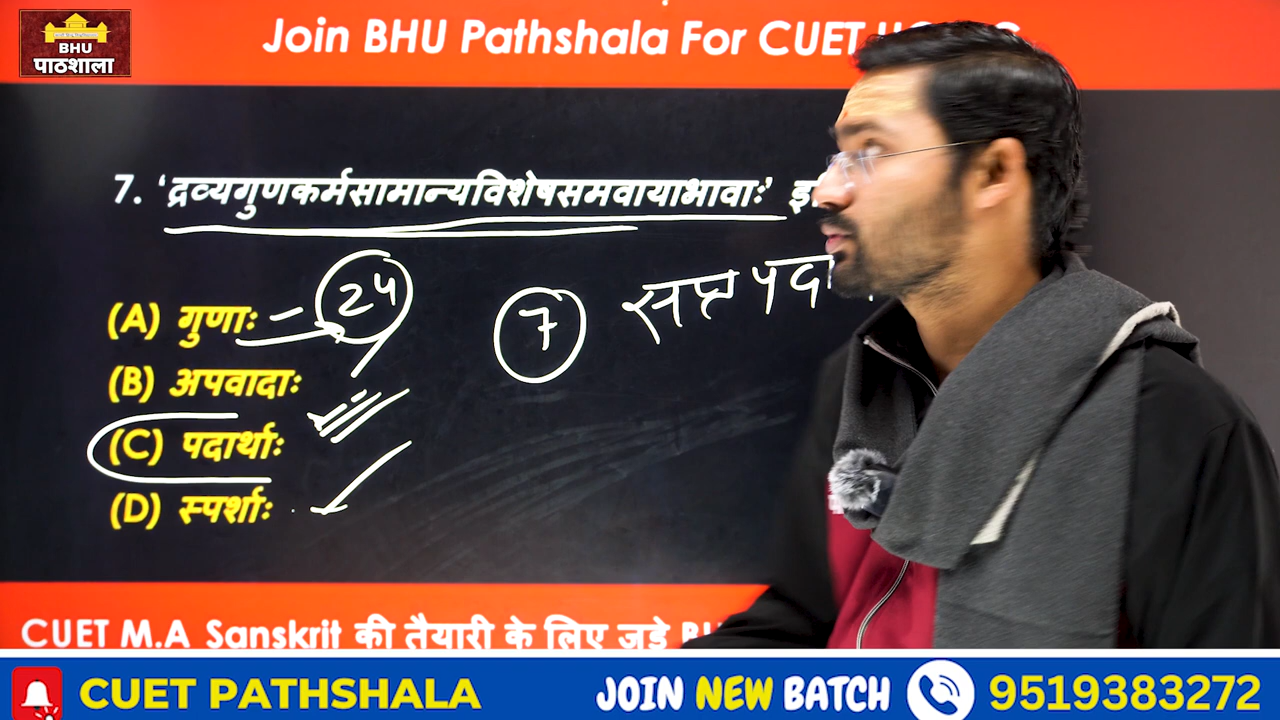 BHU
पाठशाला
Join BHU Pathshala For CUET
7. 'द्रव्यगुणकर्मसामान्यविशेषसमवायाभावाः'
(A) गुणाः 24
7 सप्त
(B) अपवादाः
(C) पदार्थाः
(D) स्पर्शाः
CUET M.A Sanskrit की तैयारी के लिए जुड़े
CUET PATHSHALA
JOIN NEW BATCH
9519383272